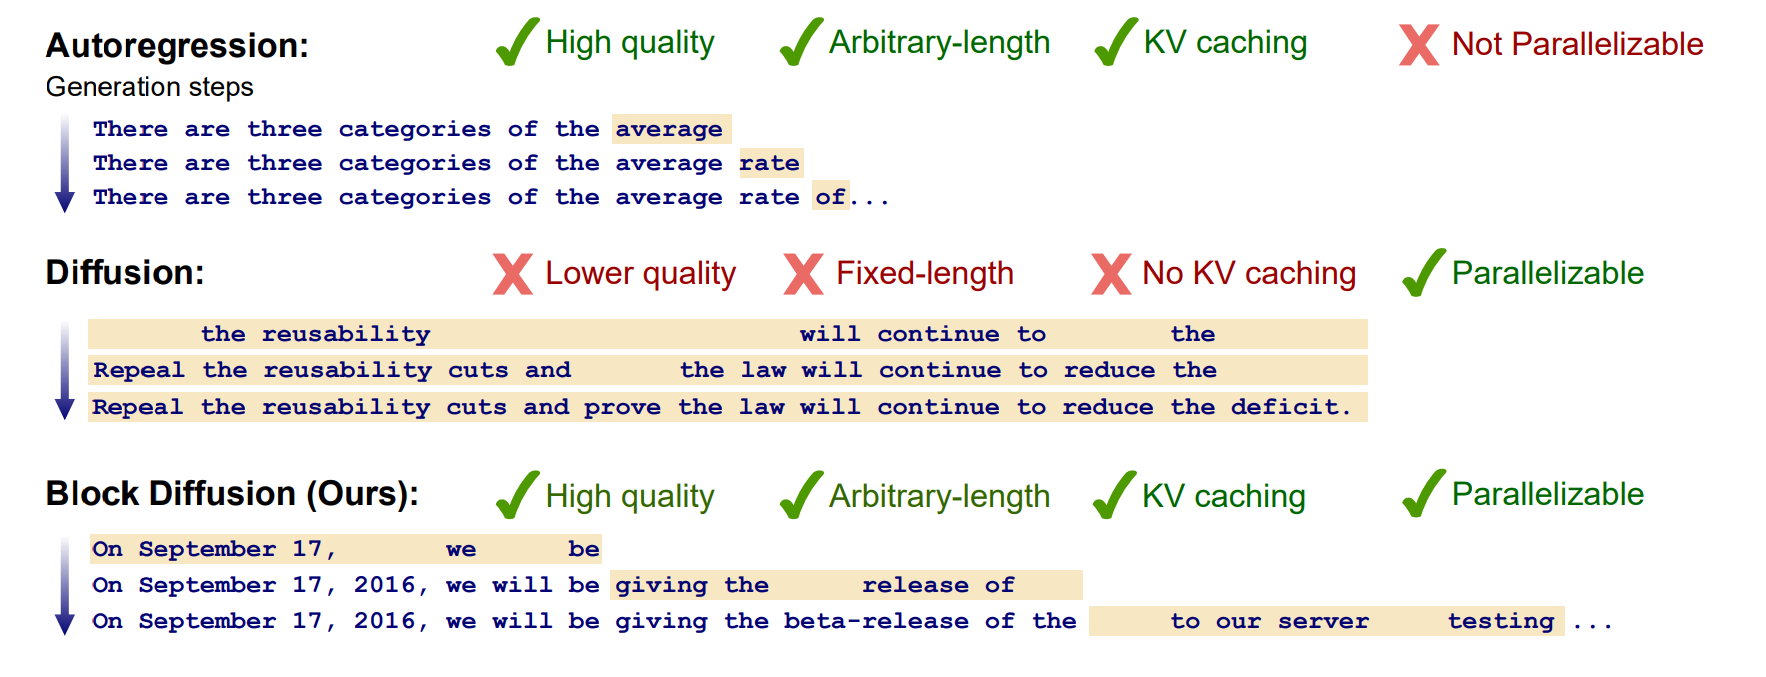 Autoregression: High quality Arbitrary-length KV caching Not Parallelizable
Generation steps
There are three categories of the average
There are three categories of the average rate
There are three categories of the average rate of...
Diffusion: Lower quality Fixed-length No KV caching Parallelizable
the reusability will continue to the
Repeal the reusability cuts and the law will continue to reduce the
Repeal the reusability cuts and prove the law will continue to reduce the deficit.
Block Diffusion (Ours): High quality Arbitrary-length KV caching Parallelizable
On September 17, we be
On September 17, 2016, we will be giving the release of
On September 17, 2016, we will be giving the beta-release of the to our server testing ...